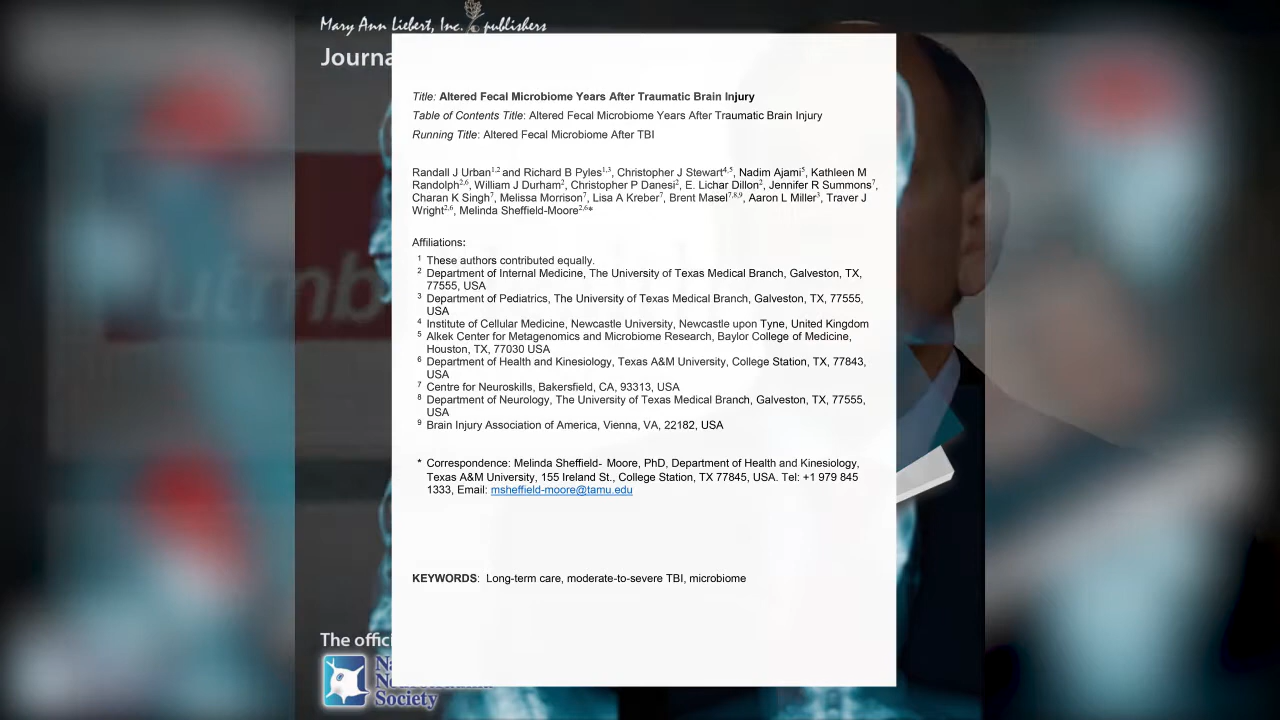 Mary Ann Liebert, Inc. publishers
Journa
Title: Altered Fecal Microbiome Years After Traumatic Brain Injury
Table of Contents Title: Altered Fecal Microbiome Years After Traumatic Brain Injury
Running Title: Altered Fecal Microbiome After TBI
Randall J Urban1,2 and Richard B Pyles1,3, Christopher J Stewart4,5, Nadim Ajami5, Kathleen M
Randolph2,6, William J Durham2, Christopher P Danesi2, E. Lichar Dillon2, Jennifer R Summons7,
Charan K Singh7, Melissa Morrison7, Lisa A Kreber7, Brent Masel7,8,9, Aaron L Miller3, Traver J
Wright2,6, Melinda Sheffield-Moore2,6*
Affiliations:
1 These authors contributed equally.
2 Department of Internal Medicine, The University of Texas Medical Branch, Galveston, TX,
77555, USA
3 Department of Pediatrics, The University of Texas Medical Branch, Galveston, TX, 77555,
USA
4 Institute of Cellular Medicine, Newcastle University, Newcastle upon Tyne, United Kingdom
5 Alkek Center for Metagenomics and Microbiome Research, Baylor College of Medicine,
Houston, TX, 77030 USA
6 Department of Health and Kinesiology, Texas A&M University, College Station, TX, 77843,
USA
7 Centre for Neuroskills, Bakersfield, CA, 93313, USA
8 Department of Neurology, The University of Texas Medical Branch, Galveston, TX, 77555,
USA
9 Brain Injury Association of America, Vienna, VA, 22182, USA
* Correspondence: Melinda Sheffield- Moore, PhD, Department of Health and Kinesiology,
Texas A&M University, 155 Ireland St., College Station, TX 77845, USA. Tel: +1 979 845
1333, Email: msheffield-moore@tamu.edu
KEYWORDS: Long-term care, moderate-to-severe TBI, microbiome
utmb
The offici
Na
Society